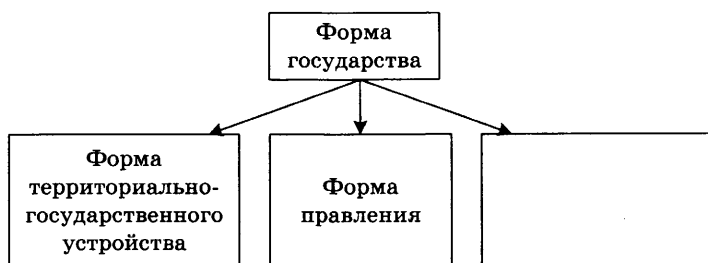 Форма
государства
Форма
территориально-
государственного
устройства
Форма
правления